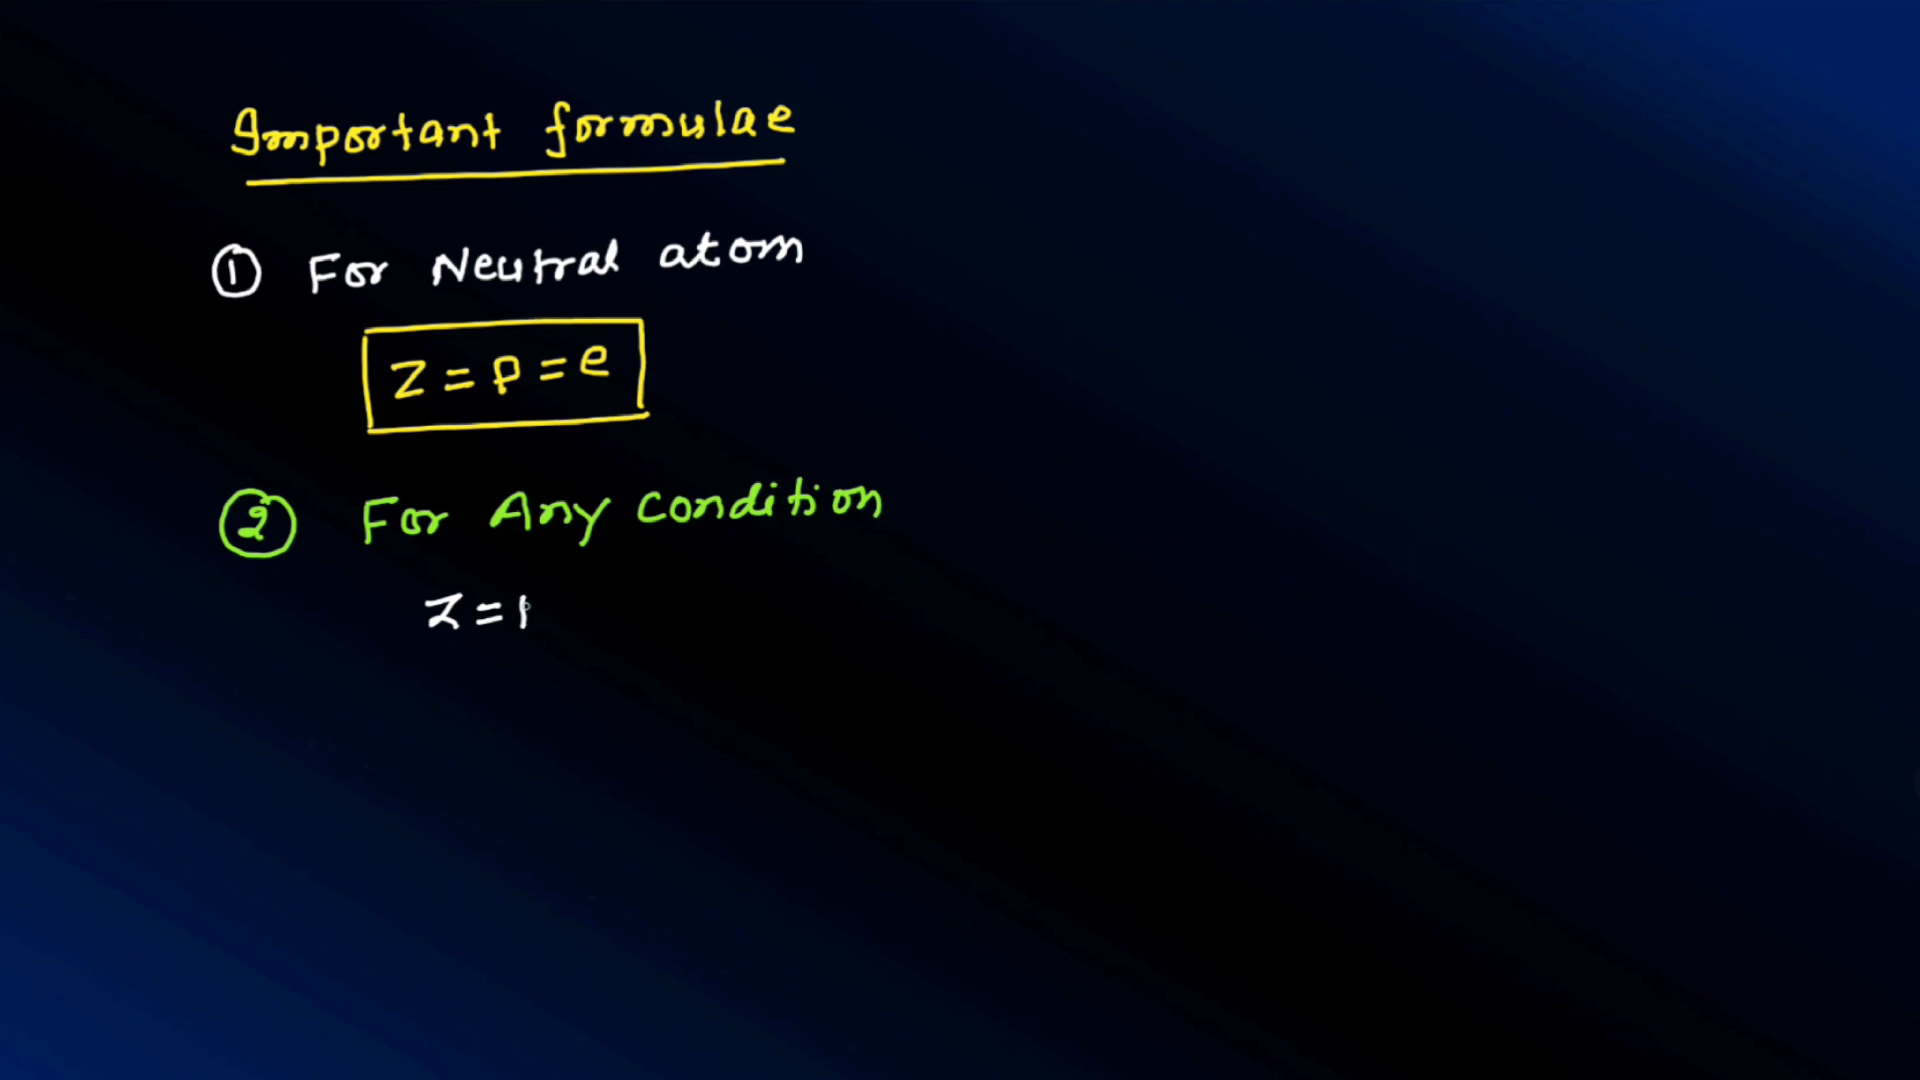 Important formulae
① For Neutral atom
Z = P = e
② For Any condition
Z =